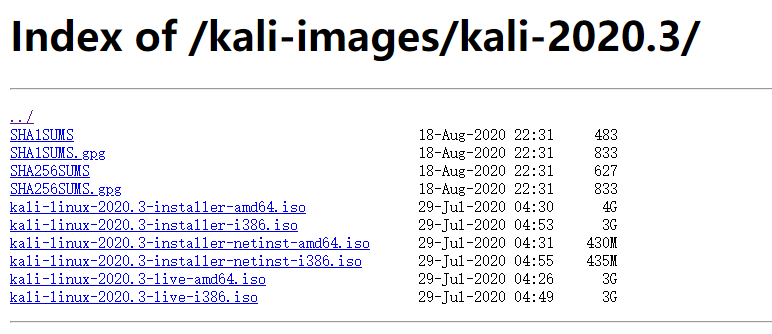 Index of /kali-images/kali-2020.3/
../
SHA1SUMS 18-Aug-2020 22:31 483
SHA1SUMS.gpg 18-Aug-2020 22:31 833
SHA256SUMS 18-Aug-2020 22:31 627
SHA256SUMS.gpg 18-Aug-2020 22:31 833
kali-linux-2020.3-installer-amd64.iso 29-Jul-2020 04:30 4G
kali-linux-2020.3-installer-i386.iso 29-Jul-2020 04:53 3G
kali-linux-2020.3-installer-netinst-amd64.iso 29-Jul-2020 04:31 430M
kali-linux-2020.3-installer-netinst-i386.iso 29-Jul-2020 04:55 435M
kali-linux-2020.3-live-amd64.iso 29-Jul-2020 04:26 3G
kali-linux-2020.3-live-i386.iso 29-Jul-2020 04:49 3G